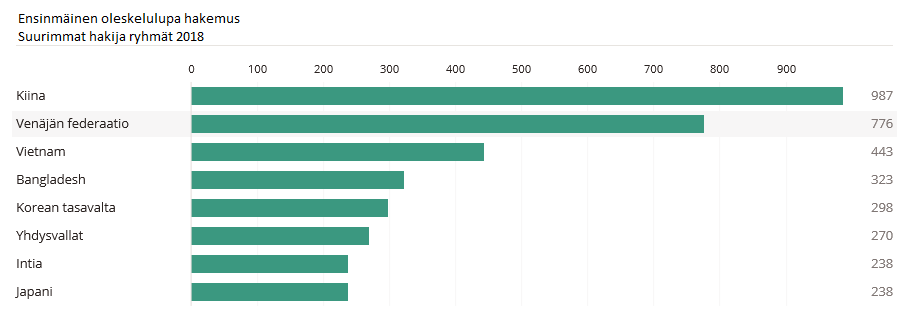 Ensinmäinen oleskelulupa hakemus
Suurimmat hakija ryhmät 2018
0 100 200 300 400 500 600 700 800 900
Kiina 987
Venäjän federaatio 776
Vietnam 443
Bangladesh 323
Korean tasavalta 298
Yhdysvallat 270
Intia 238
Japani 238